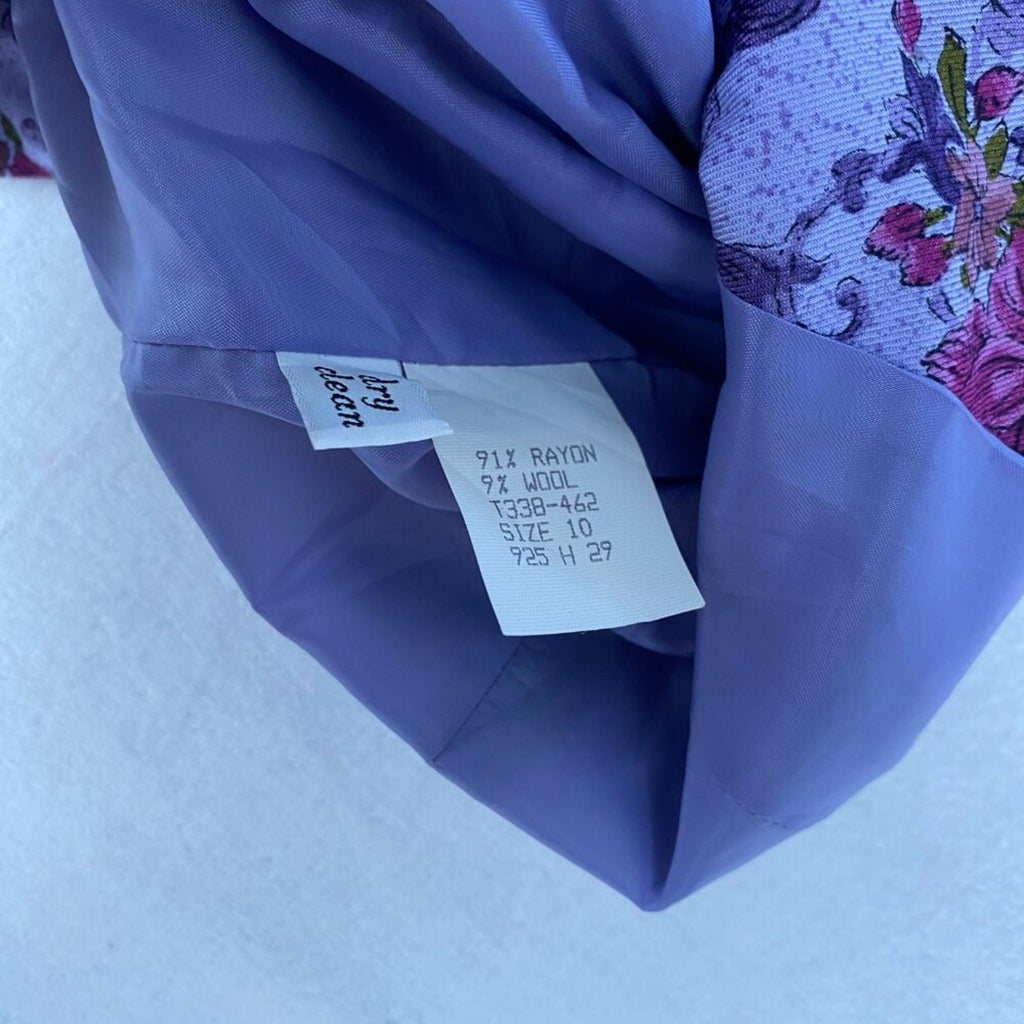 dry
clean
91% RAYON
9% WOOL
T338-462
SIZE 10
925 H 29